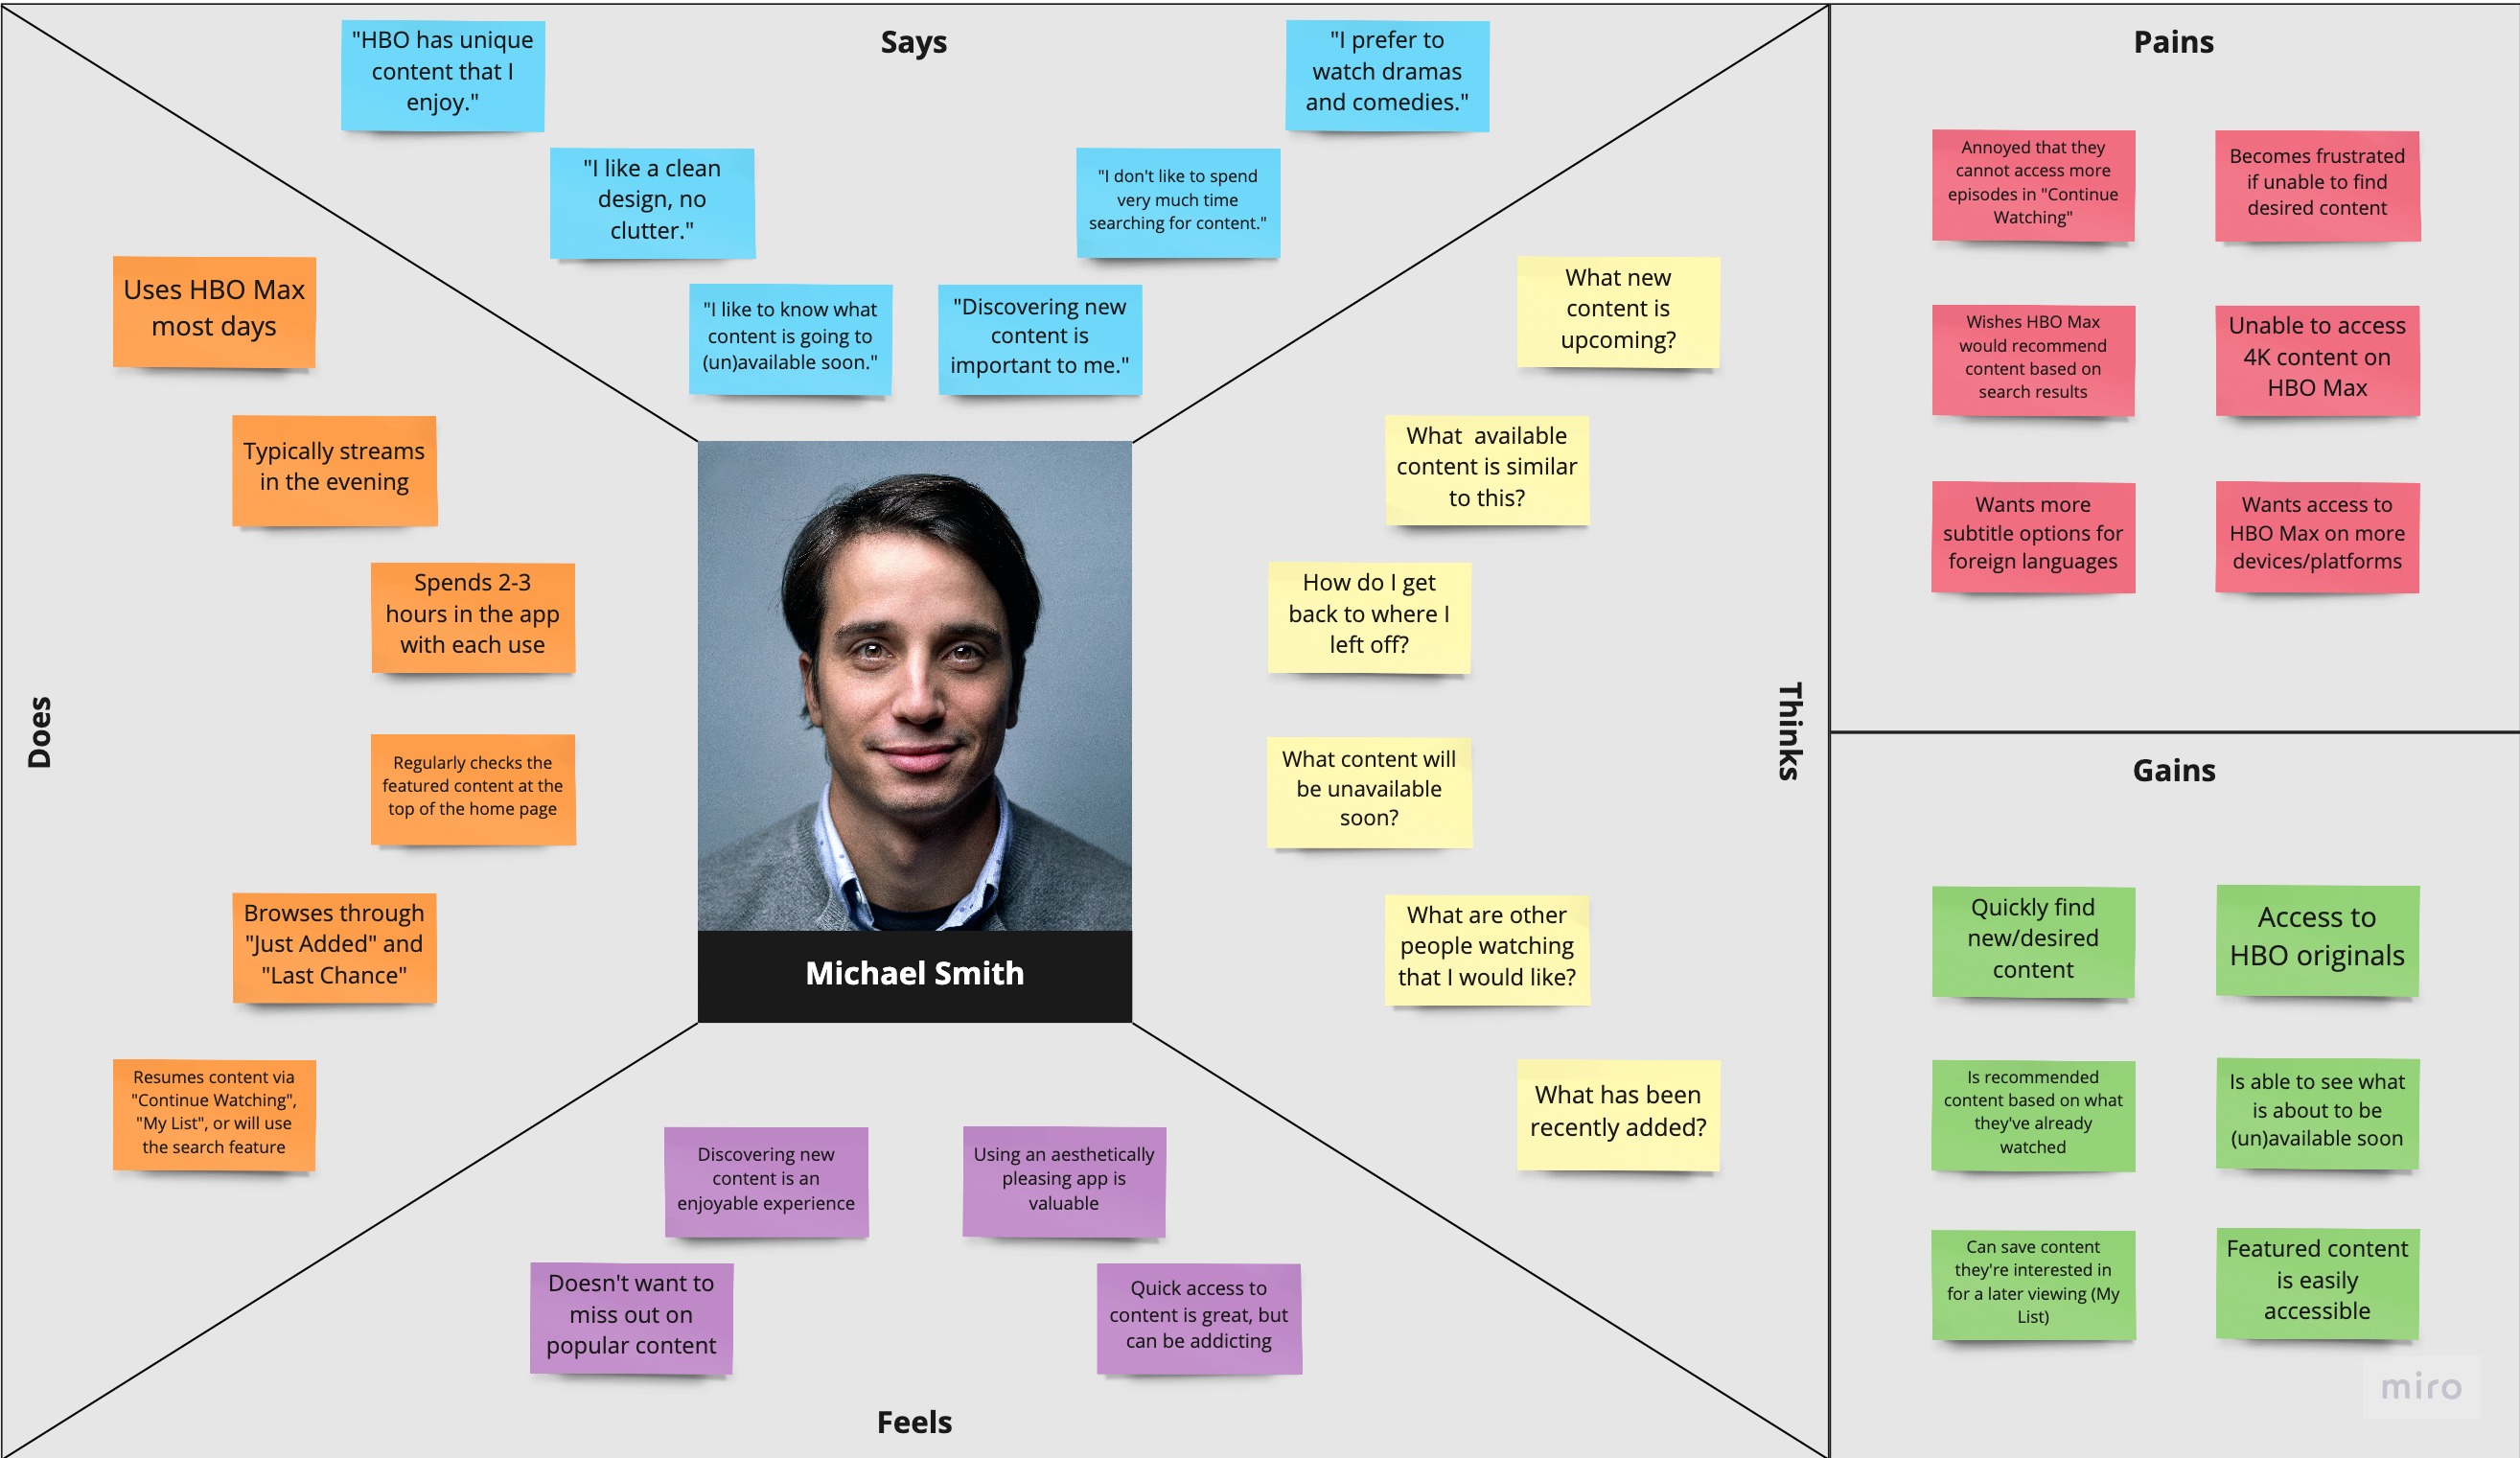 Says
"HBO has unique
content that I
enjoy."
"I like a clean
design, no
clutter."
"I like to know what
content is going to
(un)available soon."
"Discovering new
content is
important to me."
"I don't like to spend
very much time
searching for content."
"I prefer to
watch dramas
and comedies."
Does
Uses HBO Max
most days
Typically streams
in the evening
Spends 2-3
hours in the app
with each use
Regularly checks the
featured content at the
top of the home page
Browses through
"Just Added" and
"Last Chance"
Resumes content via
"Continue Watching",
"My List", or will use
the search feature
Michael Smith
Thinks
What new
content is
upcoming?
What  available
content is similar
to this?
How do I get
back to where I
left off?
What content will
be unavailable
soon?
What are other
people watching
that I would like?
What has been
recently added?
Feels
Discovering new
content is an
enjoyable experience
Using an aesthetically
pleasing app is
valuable
Doesn't want to
miss out on
popular content
Quick access to
content is great, but
can be addicting
Pains
Annoyed that they
cannot access more
episodes in "Continue
Watching"
Becomes frustrated
if unable to find
desired content
Wishes HBO Max
would recommend
content based on
search results
Unable to access
4K content on
HBO Max
Wants more
subtitle options for
foreign languages
Wants access to
HBO Max on more
devices/platforms
Gains
Quickly find
new/desired
content
Access to
HBO originals
Is recommended
content based on what
they've already
watched
Is able to see what
is about to be
(un)available soon
Can save content
they're interested in
for a later viewing (My
List)
Featured content
is easily
accessible
miro